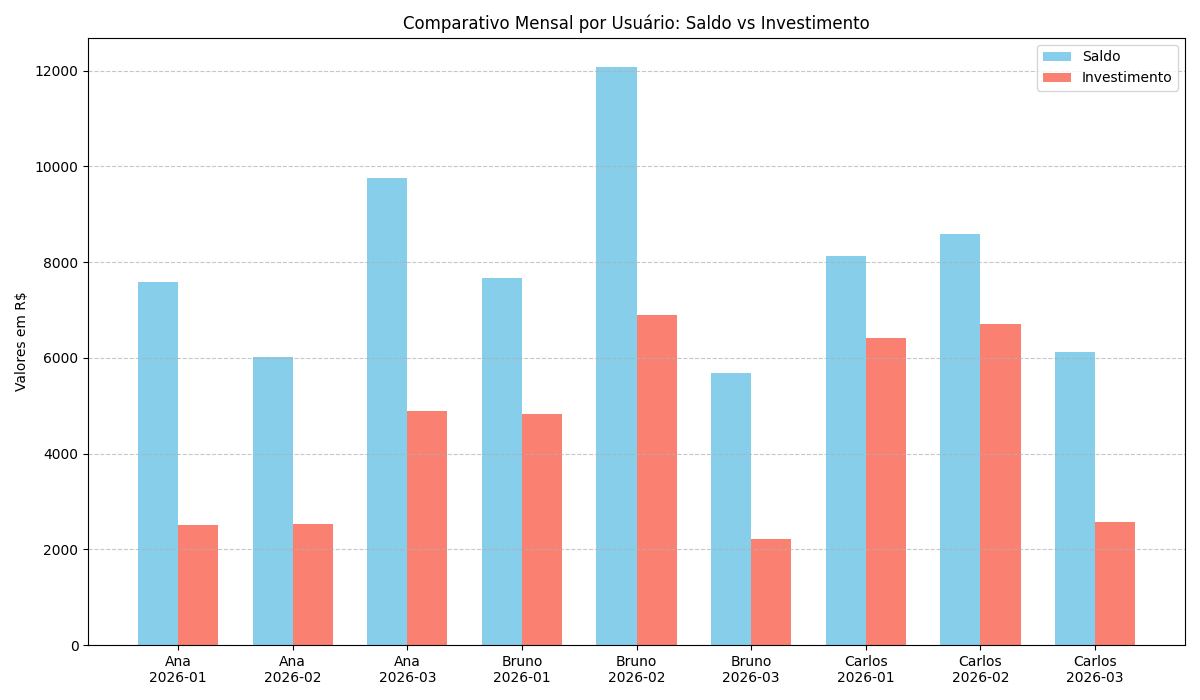 Comparativo Mensal por Usuário: Saldo vs Investimento
Saldo
Investimento
Valores em R$
12000
10000
8000
6000
4000
2000
0
Ana
2026-01
Ana
2026-02
Ana
2026-03
Bruno
2026-01
Bruno
2026-02
Bruno
2026-03
Carlos
2026-01
Carlos
2026-02
Carlos
2026-03